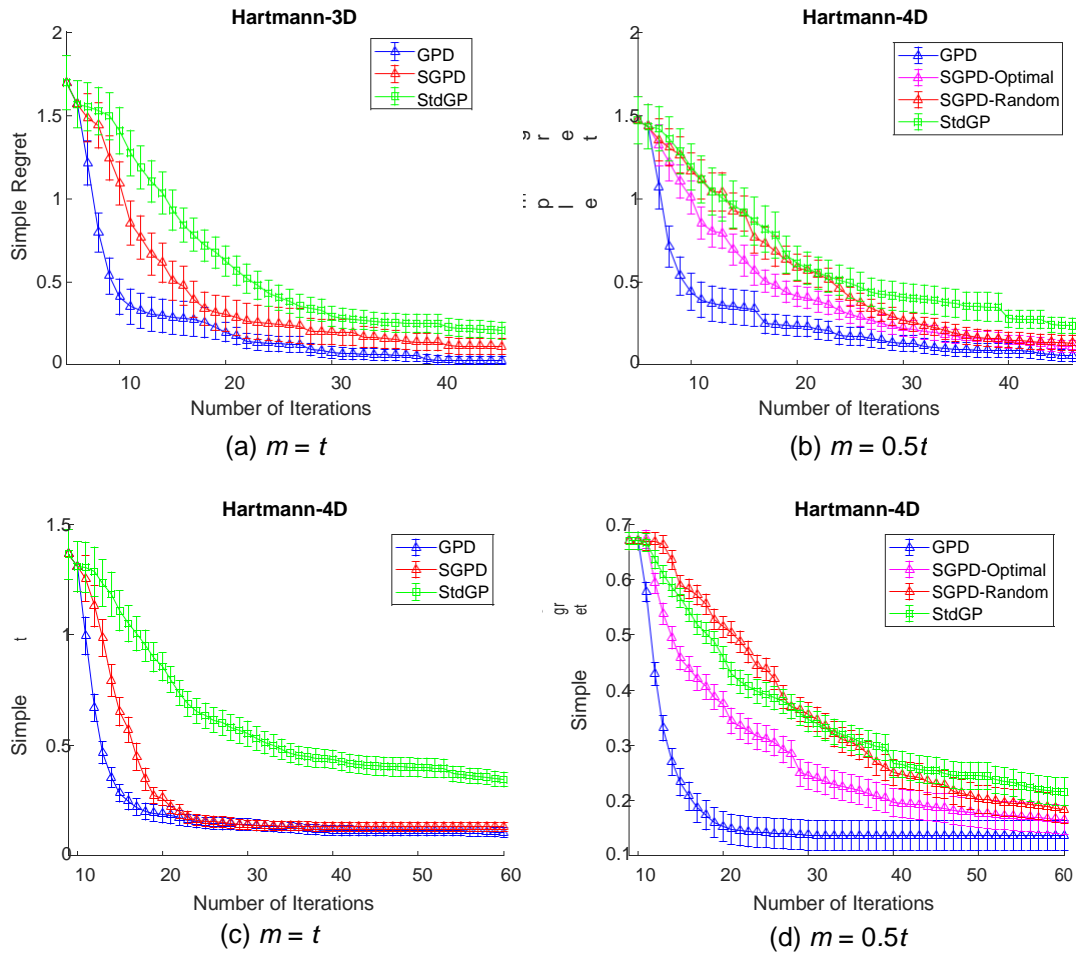 Hartmann-3D
2
1.5
1
0.5
0
Simple Regret
10
20
30
40
Number of Iterations
GPD
SGPD
StdGP
(a) m = t
Hartmann-4D
2
1.5
1
0.5
0
10
20
30
40
Number of Iterations
GPD
SGPD-Optimal
SGPD-Random
StdGP
(b) m = 0.5t
Hartmann-4D
1.5
1
0.5
0
Simple
t
10
20
30
40
50
60
Number of Iterations
GPD
SGPD
StdGP
(c) m = t
Hartmann-4D
0.7
0.6
0.5
0.4
0.3
0.2
0.1
Simple
gr
et
10
20
30
40
50
60
Number of Iterations
GPD
SGPD-Optimal
SGPD-Random
StdGP
(d) m = 0.5t